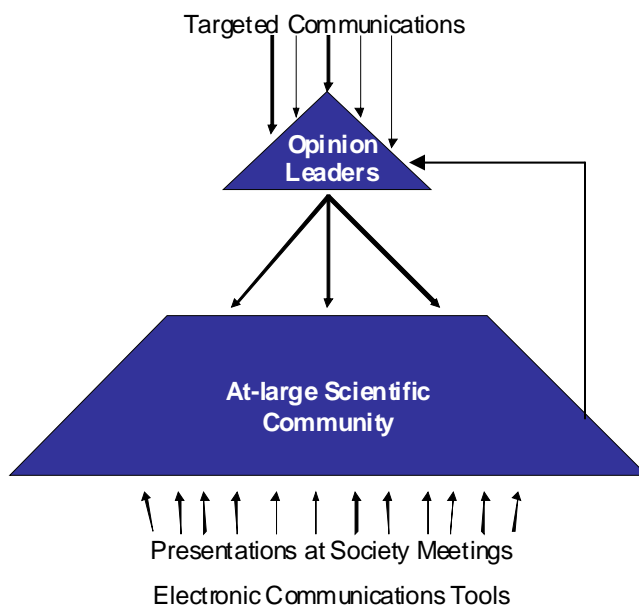 Targeted Communications
Opinion
Leaders
At-large Scientific
Community
Presentations at Society Meetings
Electronic Communications Tools